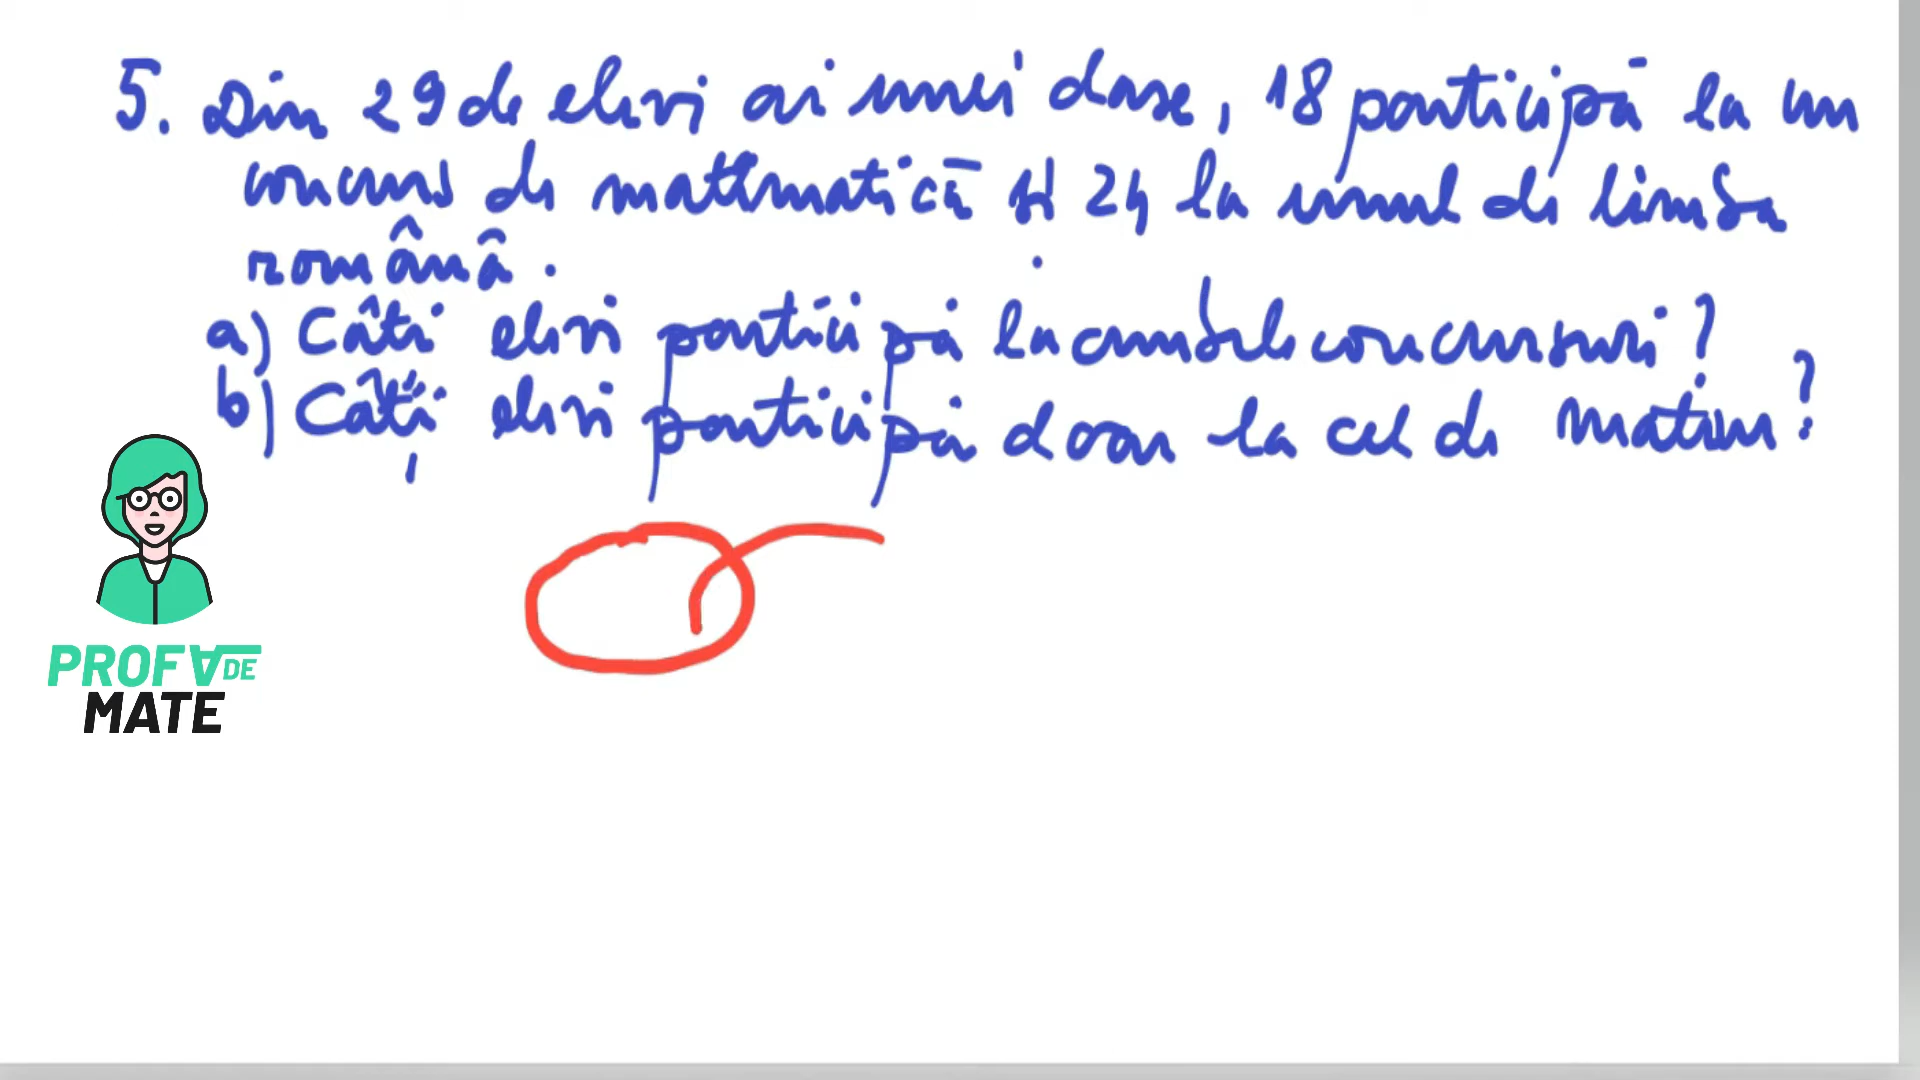 5. Din 29 de elevi ai unei clase, 18 participă la un
concurs de matematică și 24 la unul de limba
română.
a) Câți elevi participă la ambele concursuri?
b) Câți elevi participă doar la cel de matem?
PROFA DE
MATE